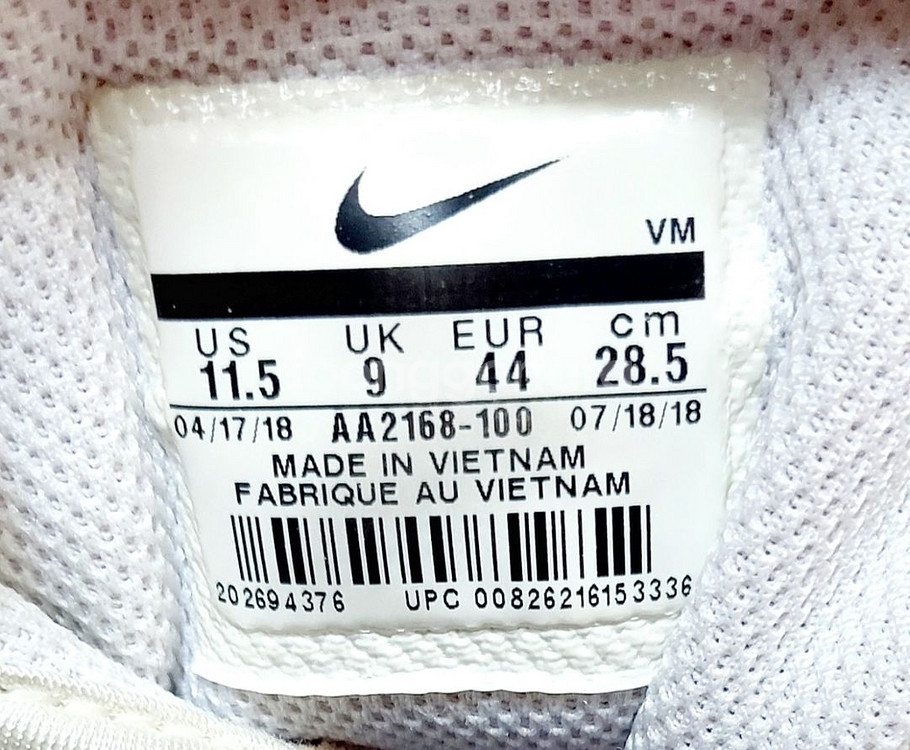 VM
US UK EUR cm
11.5 9 44 28.5
04/17/18 AA2168-100 07/18/18
MADE IN VIETNAM
FABRIQUE AU VIETNAM
202694376 UPC 00826216153336